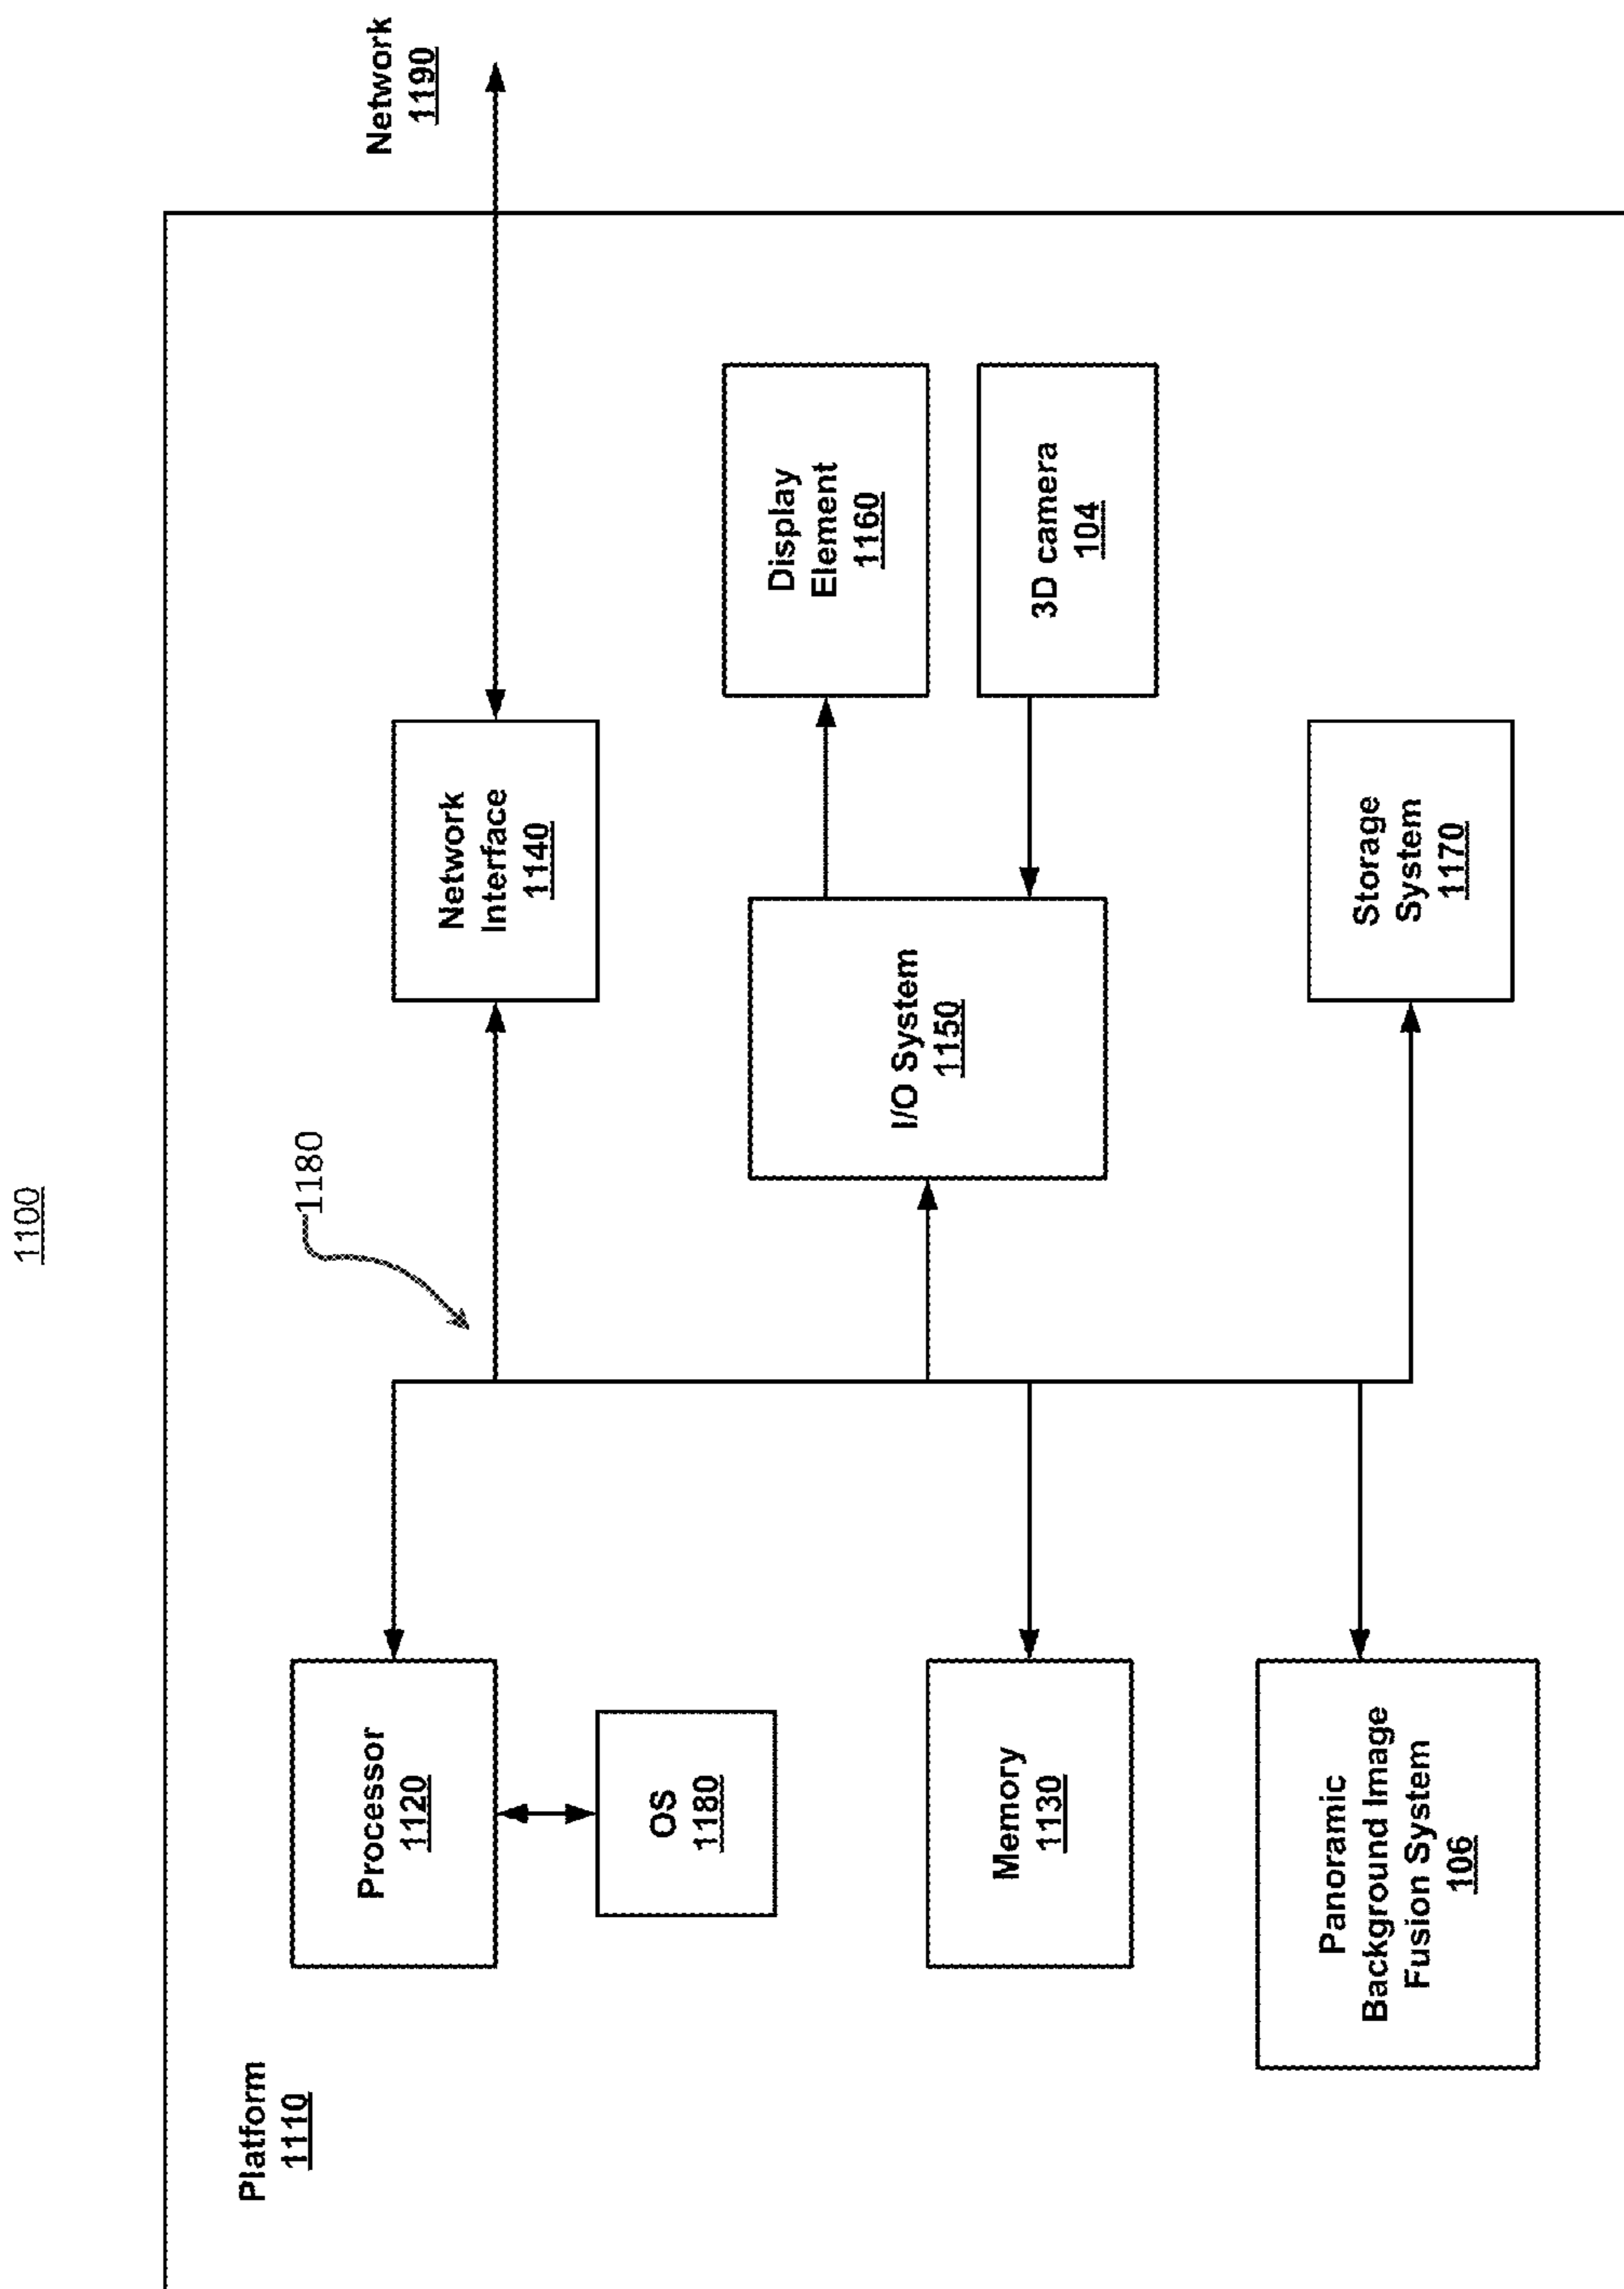 1100
Platform
1110
Processor
1120
OS
1180
Memory
1130
Panoramic
Background Image
Fusion System
106
1180
Network
Interface
1140
I/O System
1150
Storage
System
1170
Display
Element
1160
3D camera
104
Network
1190